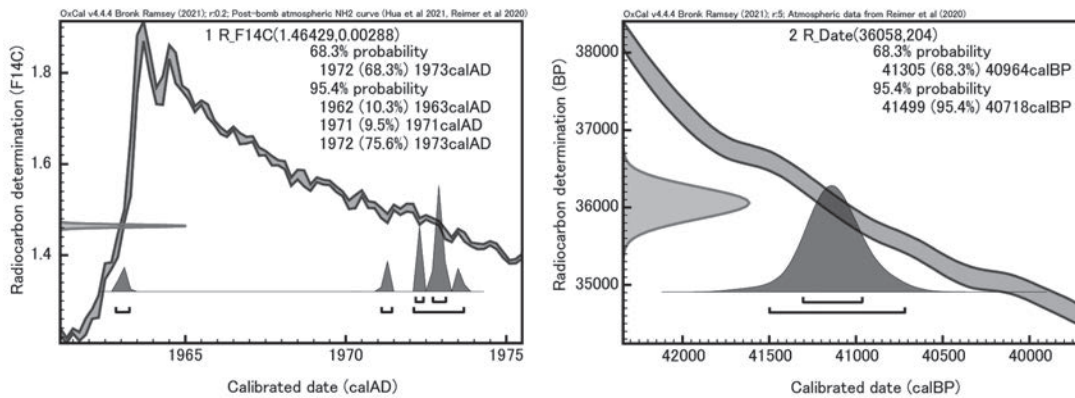 OxCal v4.4.4 Bronk Ramsey (2021); r:0.2; Post-bomb atmospheric NH2 curve (Hua et al 2021, Reimer et al 2020)
1 R_F14C(1.46429,0.00288)
68.3% probability
1972 (68.3%) 1973calAD
95.4% probability
1962 (10.3%) 1963calAD
1971 (9.5%) 1971calAD
1972 (75.6%) 1973calAD
Radiocarbon determination (F14C)
1.8
1.6
1.4
1965
1970
1975
Calibrated date (calAD)
OxCal v4.4.4 Bronk Ramsey (2021); r:5; Atmospheric data from Reimer et al (2020)
2 R_Date(36058,204)
68.3% probability
41305 (68.3%) 40964calBP
95.4% probability
41499 (95.4%) 40718calBP
Radiocarbon determination (BP)
38000
37000
36000
35000
42000
41500
41000
40500
40000
Calibrated date (calBP)